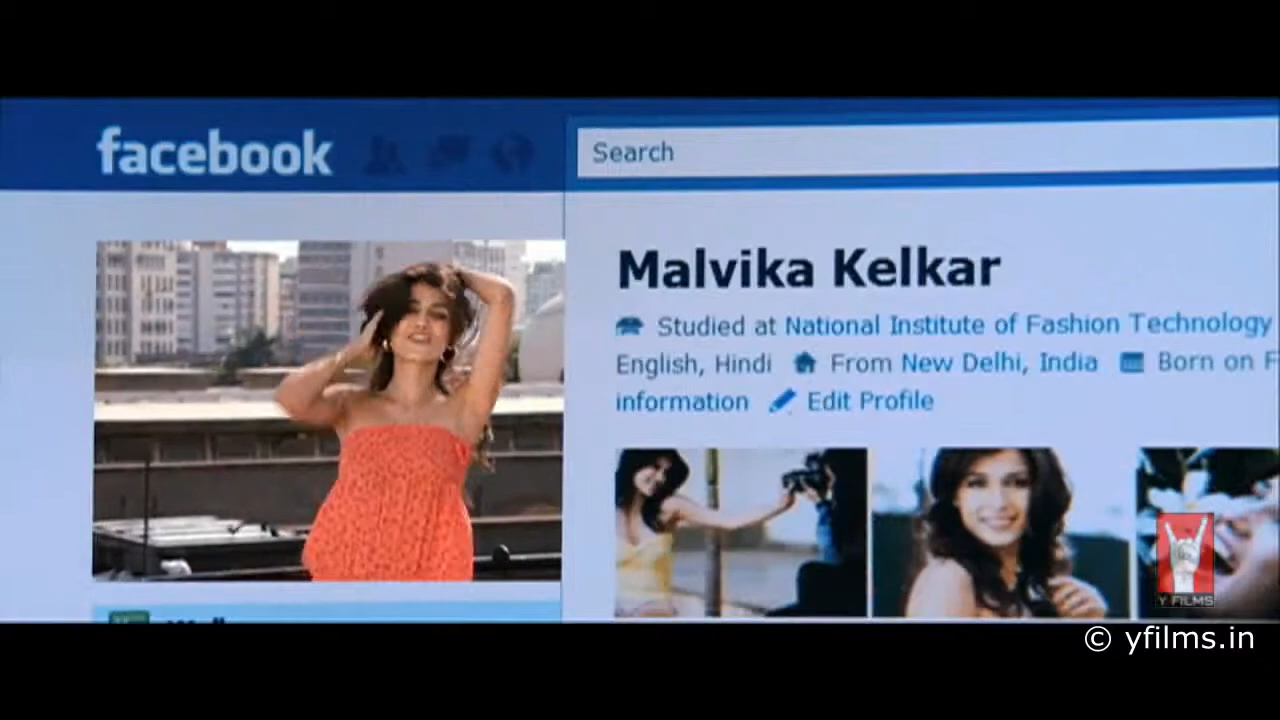 facebook
Search
Malvika Kelkar
Studied at National Institute of Fashion Technology
English, Hindi From New Delhi, India Born on F
information Edit Profile
Y FILMS
© yfilms.in